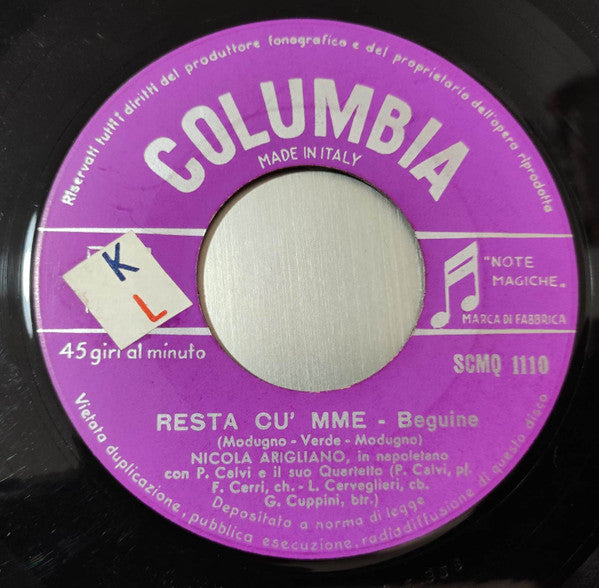 Riservati tutti i diritti del produttore fonografico e del proprietario dell'opera riprodotta
COLUMBIA
MADE IN ITALY
K
L
"NOTE
MAGICHE"
MARCA DI FABBRICA
45 giri al minuto
SCMQ 1110
RESTA CU' MME - Beguine
(Modugno - Verde - Modugno)
NICOLA ARIGLIANO, in napoletano
con P. Calvi e il suo Quartetto (P. Calvi, pf.
F. Cerri, ch. - L. Cerveglieri, cb.
G. Cuppini, btr.)
Depositato a norma di legge
Vietata duplicazione, pubblica esecuzione, radiodiffusione di questo disco